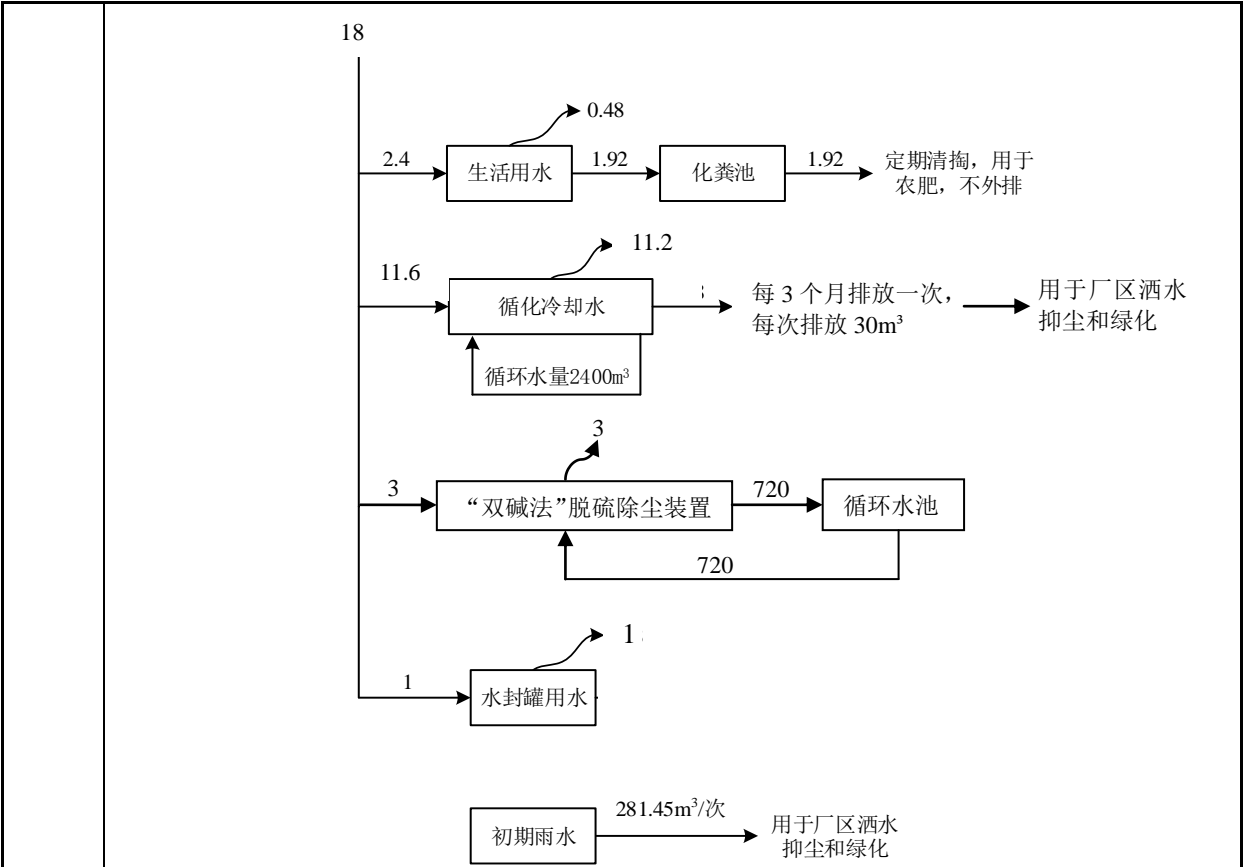 18
0.48
2.4
生活用水
1.92
化粪池
1.92
定期清掏，用于
农肥，不外排
11.2
11.6
循化冷却水
每 3 个月排放一次，
每次排放 30m³
用于厂区洒水
抑尘和绿化
循环水量2400m³
3
3
“双碱法”脱硫除尘装置
720
循环水池
720
1
1
水封罐用水
281.45m³/次
初期雨水
用于厂区洒水
抑尘和绿化